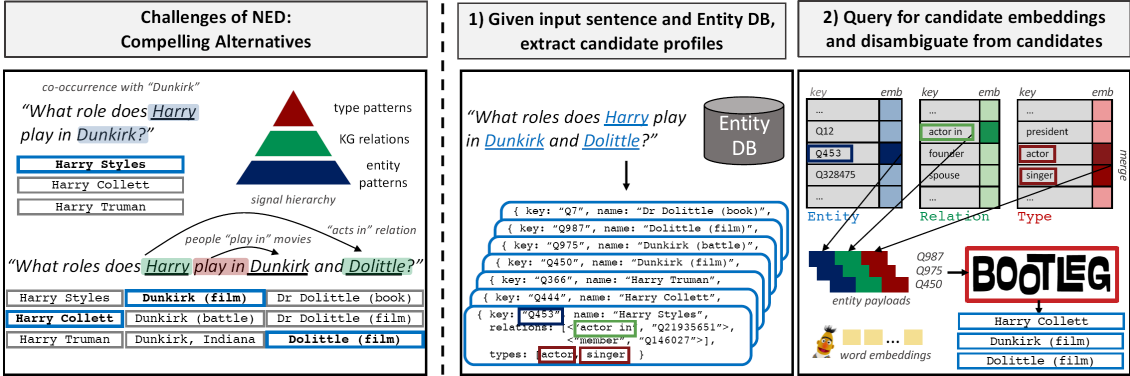 Challenges of NED:
Compelling Alternatives
co-occurrence with "Dunkirk"
"What role does Harry
play in Dunkirk?"
Harry Styles
Harry Collett
Harry Truman
type patterns
KG relations
entity
patterns
signal hierarchy
"acts in" relation
people "play in" movies
"What roles does Harry play in Dunkirk and Dolittle?"
Harry Styles Dunkirk (film) Dr Dolittle (book)
Harry Collett Dunkirk (battle) Dr Dolittle (film)
Harry Truman Dunkirk, Indiana Dolittle (film)
1) Given input sentence and Entity DB,
extract candidate profiles
"What roles does Harry play
in Dunkirk and Dolittle?"
Entity
DB
{ key: "Q7", name: "Dr Dolittle (book)",
{ key: "Q987", name: "Dolittle (film)",
{ key: "Q975", name: "Dunkirk (battle)",
{ key: "Q450", name: "Dunkirk (film)",
{ key: "Q366", name: "Harry Truman",
{ key: "Q444", name: "Harry Collett",
{ key: "Q453", name: "Harry Styles",
relations: [<"actor in", "Q21935651">,
<"member", "Q146027">],
types: [actor, singer }
2) Query for candidate embeddings
and disambiguate from candidates
key emb key emb key emb
... ... ...
Q12 actor in president
Q453 founder actor
Q328475 spouse singer
... ... ...
merge
Entity Relation Type
Q987
Q975
Q450
entity payloads
BOOTLEG
...
word embeddings
Harry Collett
Dunkirk (film)
Dolittle (film)